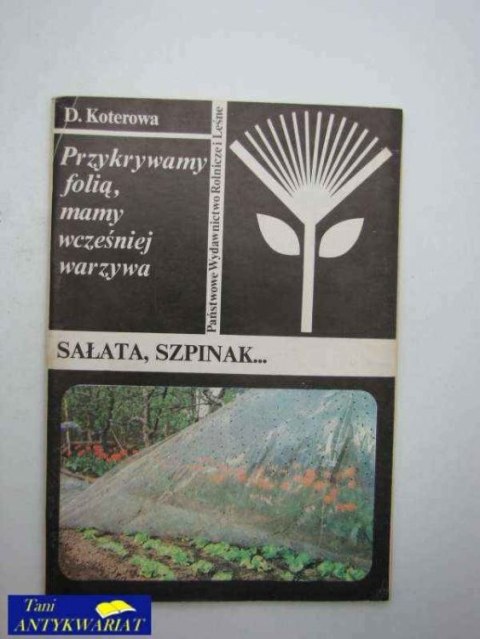 D. Koterowa
Przykrywamy
folią,
mamy
wcześniej
warzywa
Państwowe Wydawnictwo Rolnicze i Leśne
SAŁATA, SZPINAK...
Tani
ANTYKWARIAT